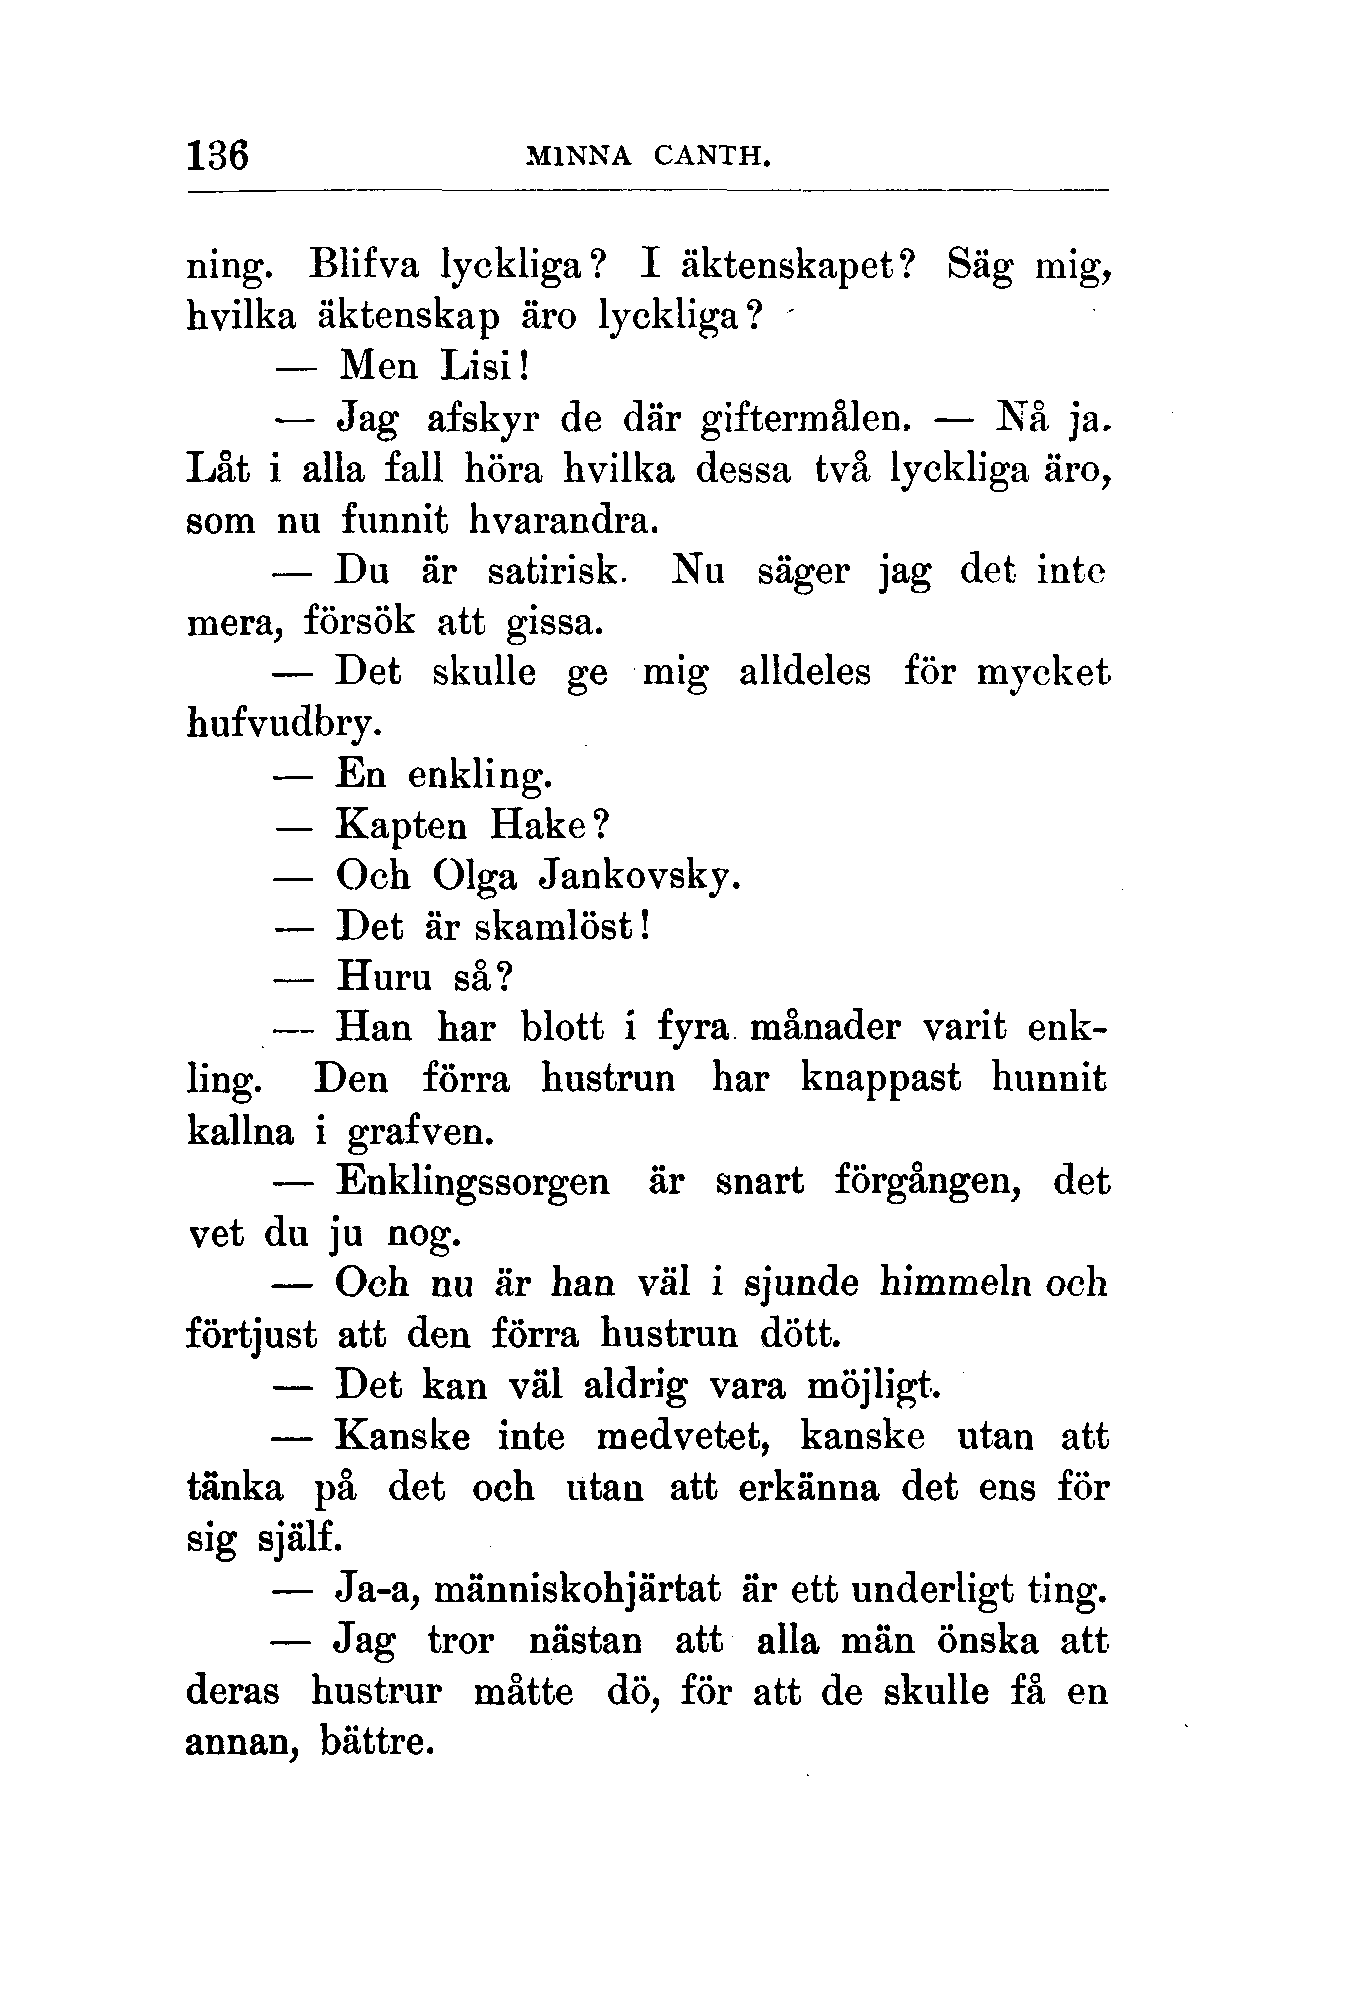 136 MINNA CANTH.
ning. Blifva lyckliga? I äktenskapet? Säg mig,
hvilka äktenskap äro lyckliga?
— Men Lisi!
— Jag afskyr de där giftermålen. — Nå ja.
Låt i alla fall höra hvilka dessa två lyckliga äro,
som nu funnit hvarandra.
— Du är satirisk. Nu säger jag det inte
mera, försök att gissa.
— Det skulle ge mig alldeles för mycket
hufvudbry.
— En enkling.
— Kapten Hake?
— Och Olga Jankovsky.
— Det är skamlöst!
— Huru så?
— Han har blott i fyra månader varit enk-
ling. Den förra hustrun har knappast hunnit
kallna i grafven.
— Enklingssorgen är snart förgången, det
vet du ju nog.
— Och nu är han väl i sjunde himmeln och
förtjust att den förra hustrun dött.
— Det kan väl aldrig vara möjligt.
— Kanske inte medvetet, kanske utan att
tänka på det och utan att erkänna det ens för
sig själf.
— Ja-a, människohjärtat är ett underligt ting.
— Jag tror nästan att alla män önska att
deras hustrur måtte dö, för att de skulle få en
annan, bättre.